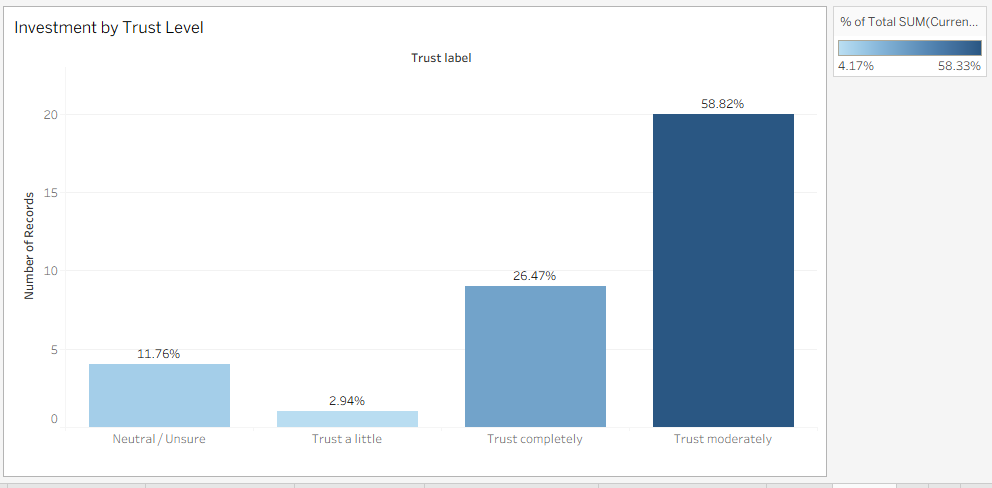 Investment by Trust Level
% of Total SUM(Curren...
4.17% 58.33%
Trust label
Number of Records
20
15
10
5
0
58.82%
26.47%
11.76%
2.94%
Neutral / Unsure
Trust a little
Trust completely
Trust moderately